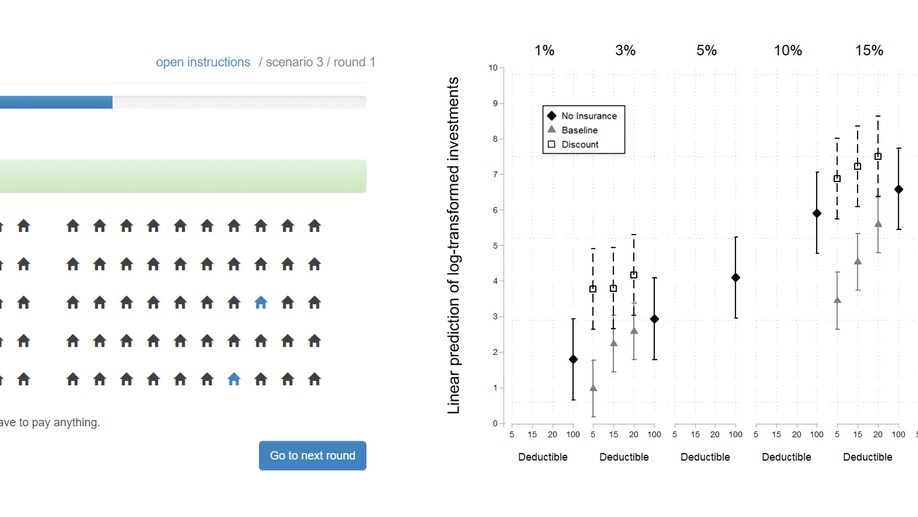 open instructions / scenario 3 / round 1
ave to pay anything.
Go to next round
1% 3% 5% 10% 15%
Linear prediction of log-transformed investments
10
9
8
7
6
5
4
3
2
1
0
No Insurance
Baseline
Discount
5 15 20 100 5 15 20 100 5 15 20 100 5 15 20 100 5 15 20 100
Deductible Deductible Deductible Deductible Deductible